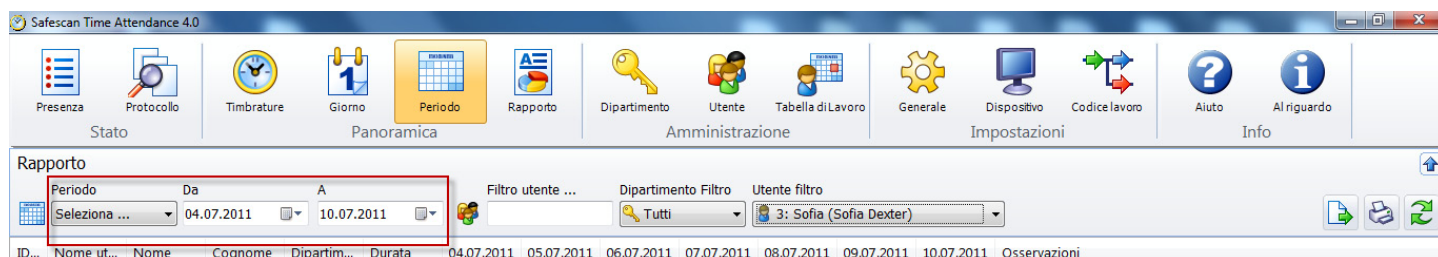 Safescan Time Attendance 4.0
Presenza Protocollo Timbrature Giorno Periodo Rapporto Dipartimento Utente Tabella di Lavoro Generale Dispositivo Codice lavoro Aiuto Al riguardo
Stato Panoramica Amministrazione Impostazioni Info
Rapporto
Periodo Da A Filtro utente ... Dipartimento Filtro Utente filtro
Seleziona ... 04.07.2011 10.07.2011 Tutti 3: Sofia (Sofia Dexter)
ID... Nome ut... Nome Cognome Dipartim... Durata 04.07.2011 05.07.2011 06.07.2011 07.07.2011 08.07.2011 09.07.2011 10.07.2011 Osservazioni